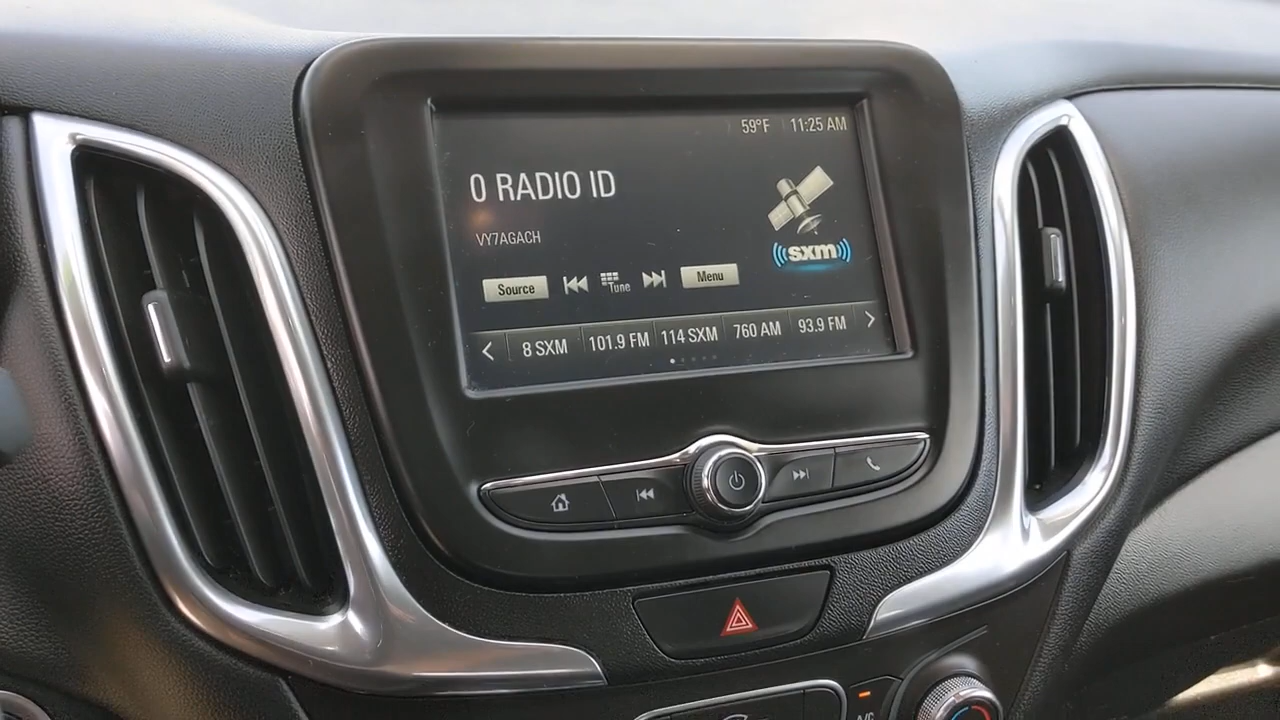 59°F 11:25 AM
0 RADIO ID
VY7AGACH
sxm
Source Tune Menu
8 SXM 101.9 FM 114 SXM 760 AM 93.9 FM
A/C